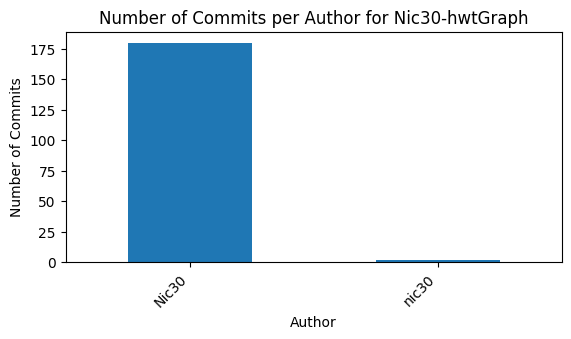 Number of Commits per Author for Nic30-hwtGraph
Number of Commits
175
150
125
100
75
50
25
0
Nic30
nic30
Author